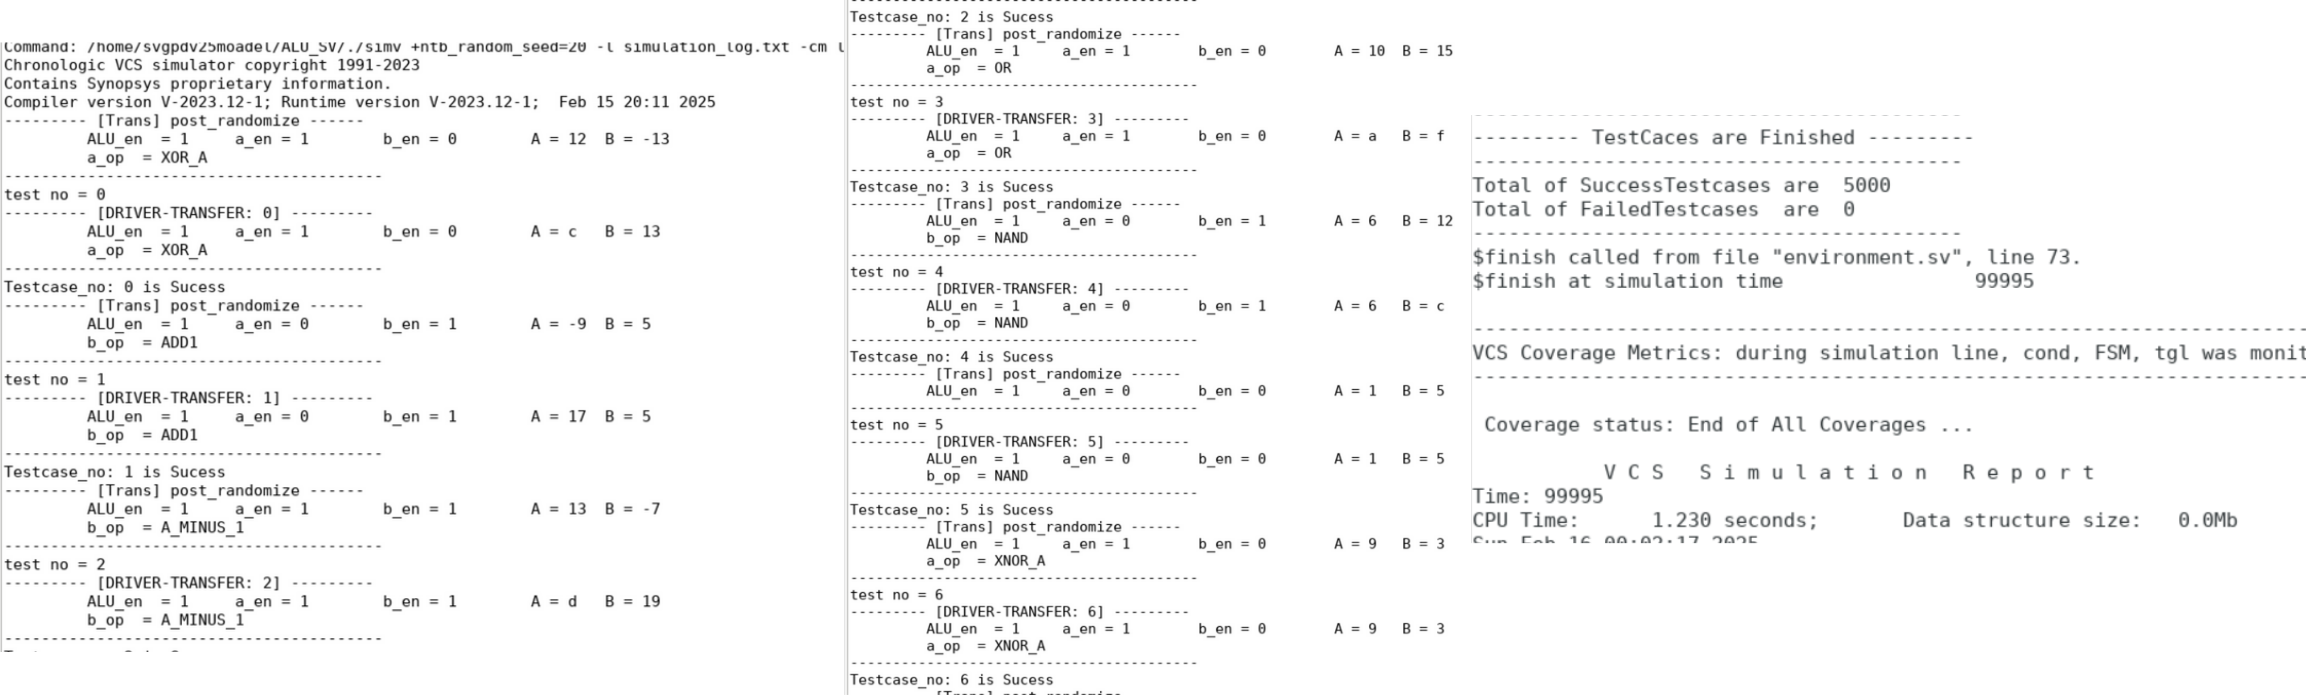 Command: /home/svgpdv25moadel/ALU_SV/./simv +ntb_random_seed=20 -l simulation_log.txt -cm
Chronologic VCS simulator copyright 1991-2023
Contains Synopsys proprietary information.
Compiler version V-2023.12-1; Runtime version V-2023.12-1;  Feb 15 20:11 2025
--------- [Trans] post_randomize ------
ALU_en  = 1     a_en = 1        b_en = 0        A = 12  B = -13
a_op  = XOR_A
-----------------------------------------
test no = 0
--------- [DRIVER-TRANSFER: 0] ---------
ALU_en  = 1     a_en = 1        b_en = 0        A = c   B = 13
a_op  = XOR_A
-----------------------------------------
Testcase_no: 0 is Sucess
--------- [Trans] post_randomize ------
ALU_en  = 1     a_en = 0        b_en = 1        A = -9  B = 5
b_op  = ADD1
-----------------------------------------
test no = 1
--------- [DRIVER-TRANSFER: 1] ---------
ALU_en  = 1     a_en = 0        b_en = 1        A = 17  B = 5
b_op  = ADD1
-----------------------------------------
Testcase_no: 1 is Sucess
--------- [Trans] post_randomize ------
ALU_en  = 1     a_en = 1        b_en = 1        A = 13  B = -7
b_op  = A_MINUS_1
-----------------------------------------
test no = 2
--------- [DRIVER-TRANSFER: 2] ---------
ALU_en  = 1     a_en = 1        b_en = 1        A = d   B = 19
b_op  = A_MINUS_1
-----------------------------------------
Testcase_no: 2 is Sucess
--------- [Trans] post_randomize ------
ALU_en  = 1     a_en = 1        b_en = 0        A = 10  B = 15
a_op  = OR
-----------------------------------------
test no = 3
--------- [DRIVER-TRANSFER: 3] ---------
ALU_en  = 1     a_en = 1        b_en = 0        A = a   B = f
a_op  = OR
-----------------------------------------
Testcase_no: 3 is Sucess
--------- [Trans] post_randomize ------
ALU_en  = 1     a_en = 0        b_en = 1        A = 6   B = 12
b_op  = NAND
-----------------------------------------
test no = 4
--------- [DRIVER-TRANSFER: 4] ---------
ALU_en  = 1     a_en = 0        b_en = 1        A = 6   B = c
b_op  = NAND
-----------------------------------------
Testcase_no: 4 is Sucess
--------- [Trans] post_randomize ------
ALU_en  = 1     a_en = 0        b_en = 0        A = 1   B = 5
-----------------------------------------
test no = 5
--------- [DRIVER-TRANSFER: 5] ---------
ALU_en  = 1     a_en = 0        b_en = 0        A = 1   B = 5
b_op  = NAND
-----------------------------------------
Testcase_no: 5 is Sucess
--------- [Trans] post_randomize ------
ALU_en  = 1     a_en = 1        b_en = 0        A = 9   B = 3
a_op  = XNOR_A
-----------------------------------------
test no = 6
--------- [DRIVER-TRANSFER: 6] ---------
ALU_en  = 1     a_en = 1        b_en = 0        A = 9   B = 3
a_op  = XNOR_A
-----------------------------------------
Testcase_no: 6 is Sucess
--------- TestCaces are Finished ---------
-----------------------------------------
Total of SuccessTestcases are  5000
Total of FailedTestcases  are  0
-----------------------------------------
$finish called from file "environment.sv", line 73.
$finish at simulation time                99995
---------------------------------------------------------------------------
VCS Coverage Metrics: during simulation line, cond, FSM, tgl was monit
---------------------------------------------------------------------------
Coverage status: End of All Coverages ...
V C S   S i m u l a t i o n   R e p o r t
Time: 99995
CPU Time:      1.230 seconds;       Data structure size:   0.0Mb
Sun Feb 16 00:02:17 2025